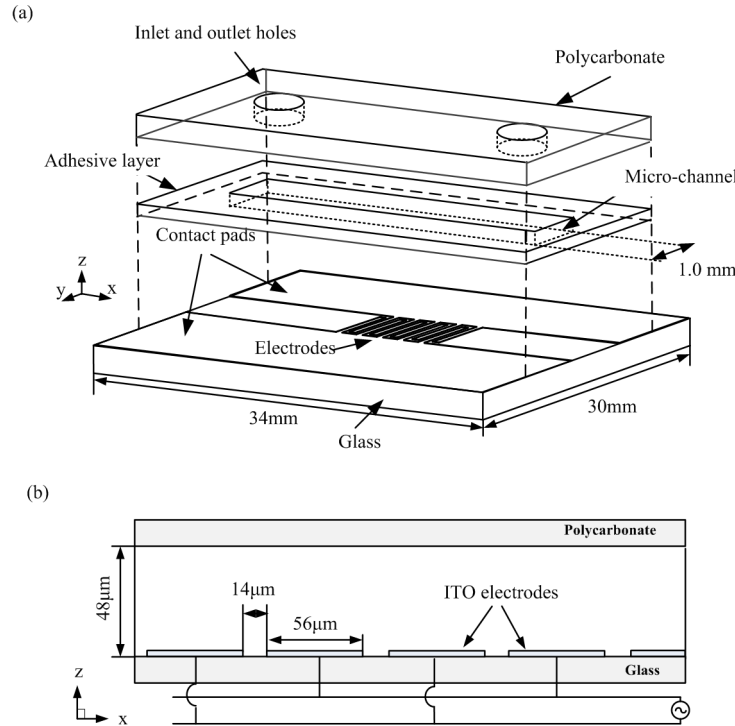 (a)
Inlet and outlet holes
Polycarbonate
Adhesive layer
Micro-channel
Contact pads
1.0 mm
z
y
x
Electrodes
34mm
30mm
Glass
(b)
Polycarbonate
48μm
14μm
56μm
ITO electrodes
Glass
z
x